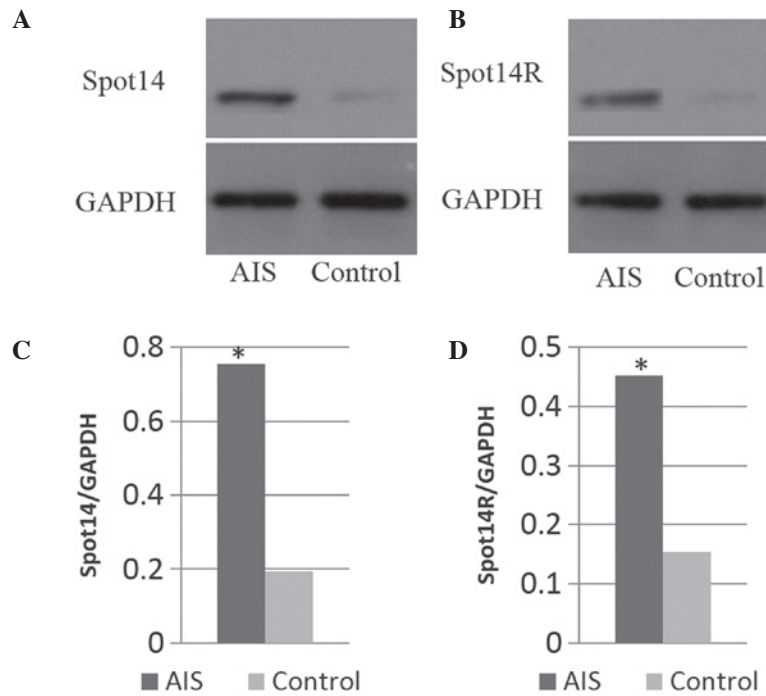 A
B
Spot14
Spot14R
GAPDH
GAPDH
AIS Control
AIS Control
C
D
Spot14/GAPDH
0.8
0.6
0.4
0.2
0
*
AIS Control
Spot14R/GAPDH
0.5
0.4
0.3
0.2
0.1
0
*
AIS Control